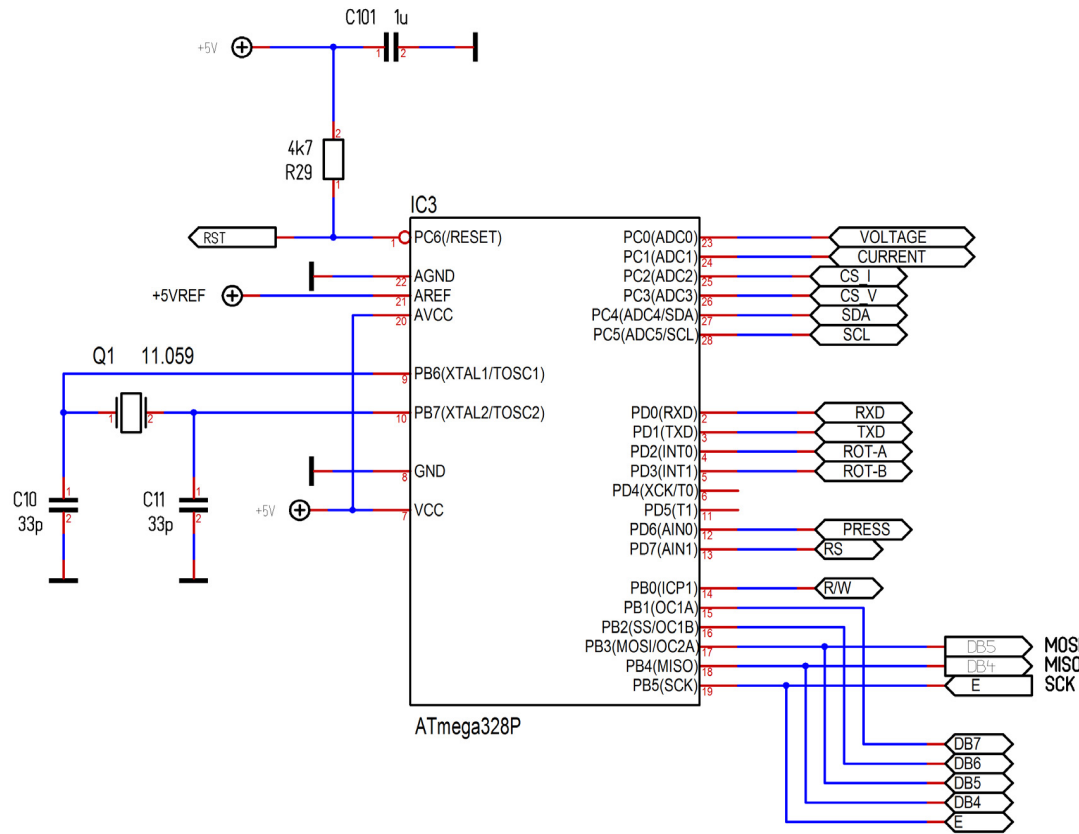 C101 1u
+5V
1 2
2
4k7
R29
1
IC3
RST
1 PC6(/RESET)
PC0(ADC0) 23 VOLTAGE
PC1(ADC1) 24 CURRENT
22 AGND
PC2(ADC2) 25 CS_I
+5VREF 21 AREF
PC3(ADC3) 26 CS_V
20 AVCC
PC4(ADC4/SDA) 27 SDA
PC5(ADC5/SCL) 28 SCL
Q1 11.059
9 PB6(XTAL1/TOSC1)
1 2
10 PB7(XTAL2/TOSC2)
PD0(RXD) 2 RXD
PD1(TXD) 3 TXD
PD2(INT0) 4 ROT-A
8 GND
PD3(INT1) 5 ROT-B
PD4(XCK/T0) 6
C10 1
33p 2
C11 1
33p 2
+5V 7 VCC
PD5(T1) 11
PD6(AIN0) 12 PRESS
PD7(AIN1) 13 RS
PB0(ICP1) 14 R/W
PB1(OC1A) 15
PB2(SS/OC1B) 16
PB3(MOSI/OC2A) 17 DB5 MOSI
PB4(MISO) 18 DB4 MISO
PB5(SCK) 19 E SCK
ATmega328P
DB7
DB6
DB5
DB4
E